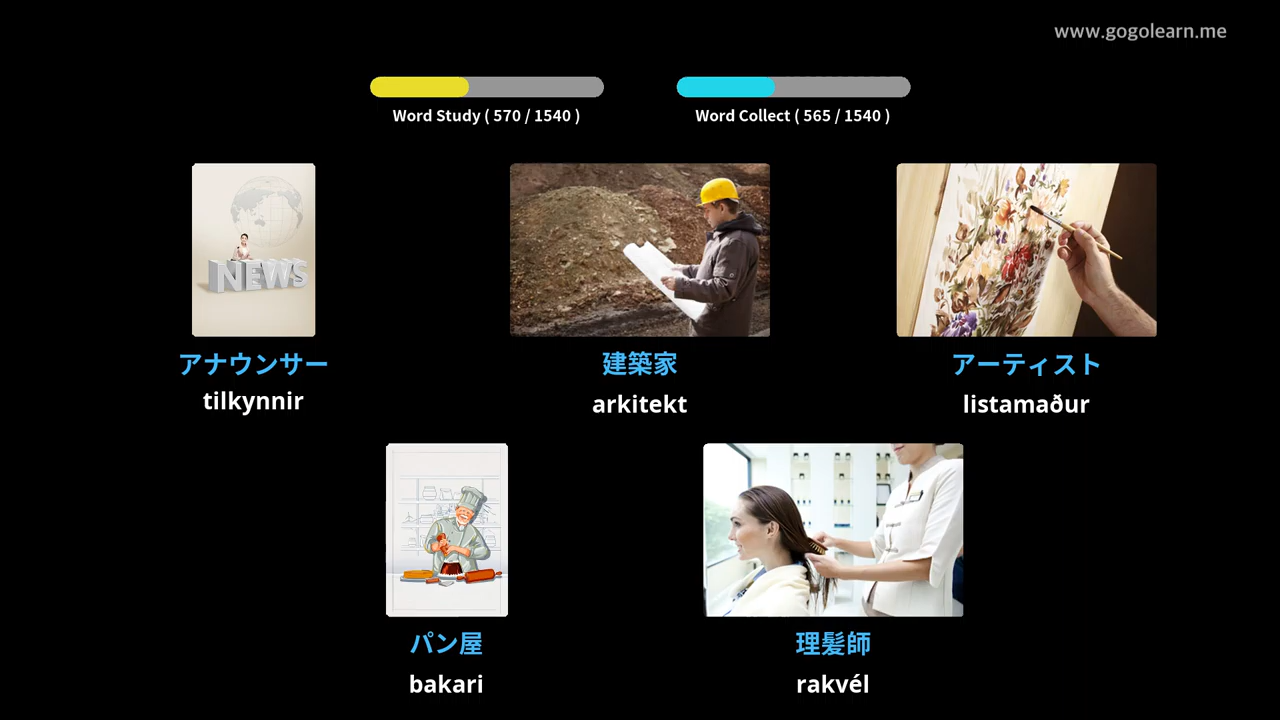 www.gogolearn.me
Word Study ( 570 / 1540 )
Word Collect ( 565 / 1540 )
NEWS
アナウンサー
tilkynnir
建築家
arkitekt
アーティスト
listamaður
パン屋
bakari
理髪師
rakvél